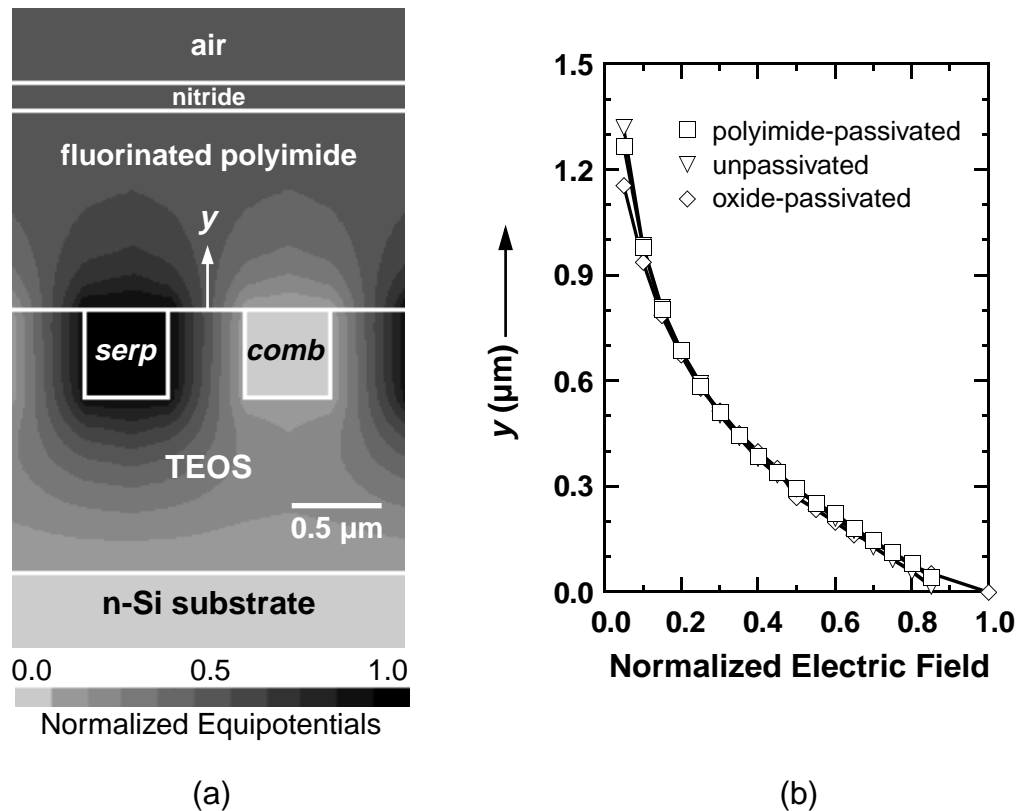 air
nitride
fluorinated polyimide
y
serp
comb
TEOS
0.5 µm
n-Si substrate
0.0 0.5 1.0
Normalized Equipotentials
(a)
1.5
1.2
0.9
0.6
0.3
0.0
y (µm)
polyimide-passivated
unpassivated
oxide-passivated
0.0 0.2 0.4 0.6 0.8 1.0
Normalized Electric Field
(b)